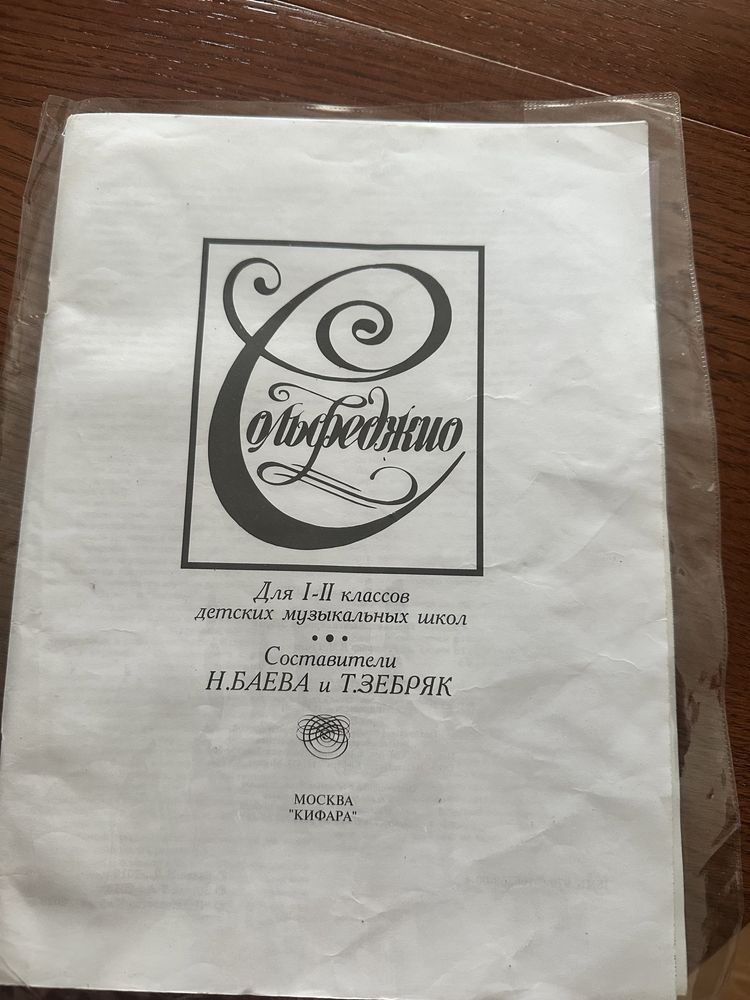 Сольфеджио
Для I-II классов
детских музыкальных школ
Составители
Н.БАЕВА и Т.ЗЕБРЯК
МОСКВА
"КИФАРА"